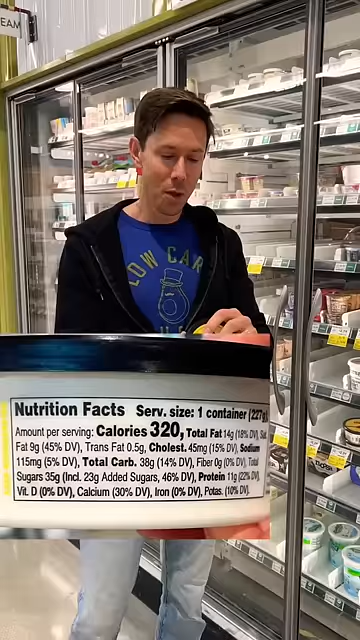 EAM
LOW CAR
Nutrition Facts Serv. size: 1 container (227g)
Amount per serving: Calories 320, Total Fat 14g (18% DV), Sat.
Fat 9g (45% DV), Trans Fat 0.5g, Cholest. 45mg (15% DV), Sodium
115mg (5% DV), Total Carb. 38g (14% DV), Fiber 0g (0% DV), Total
Sugars 35g (Incl. 23g Added Sugars, 46% DV), Protein 11g (22% DV),
Vit. D (0% DV), Calcium (30% DV), Iron (0% DV), Potas. (10% DV).